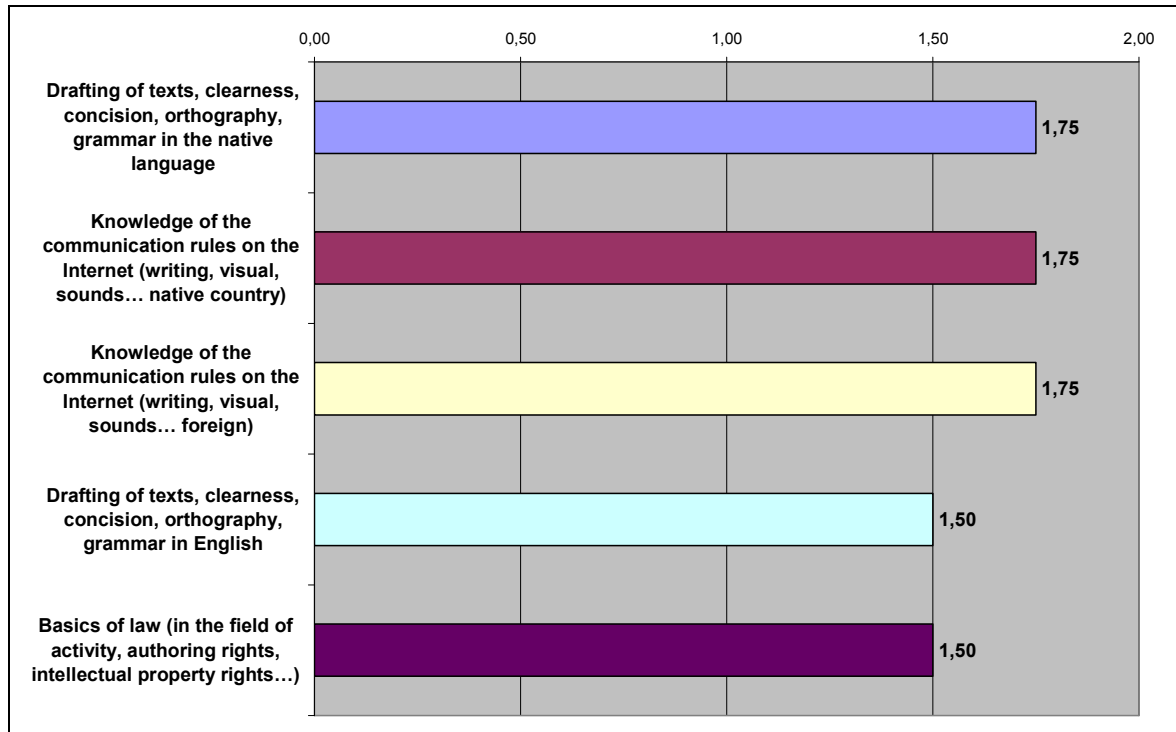 0,00 0,50 1,00 1,50 2,00
Drafting of texts, clearness,
concision, orthography,
grammar in the native
language
1,75
Knowledge of the
communication rules on the
Internet (writing, visual,
sounds… native country)
1,75
Knowledge of the
communication rules on the
Internet (writing, visual,
sounds… foreign)
1,75
Drafting of texts, clearness,
concision, orthography,
grammar in English
1,50
Basics of law (in the field of
activity, authoring rights,
intellectual property rights…)
1,50